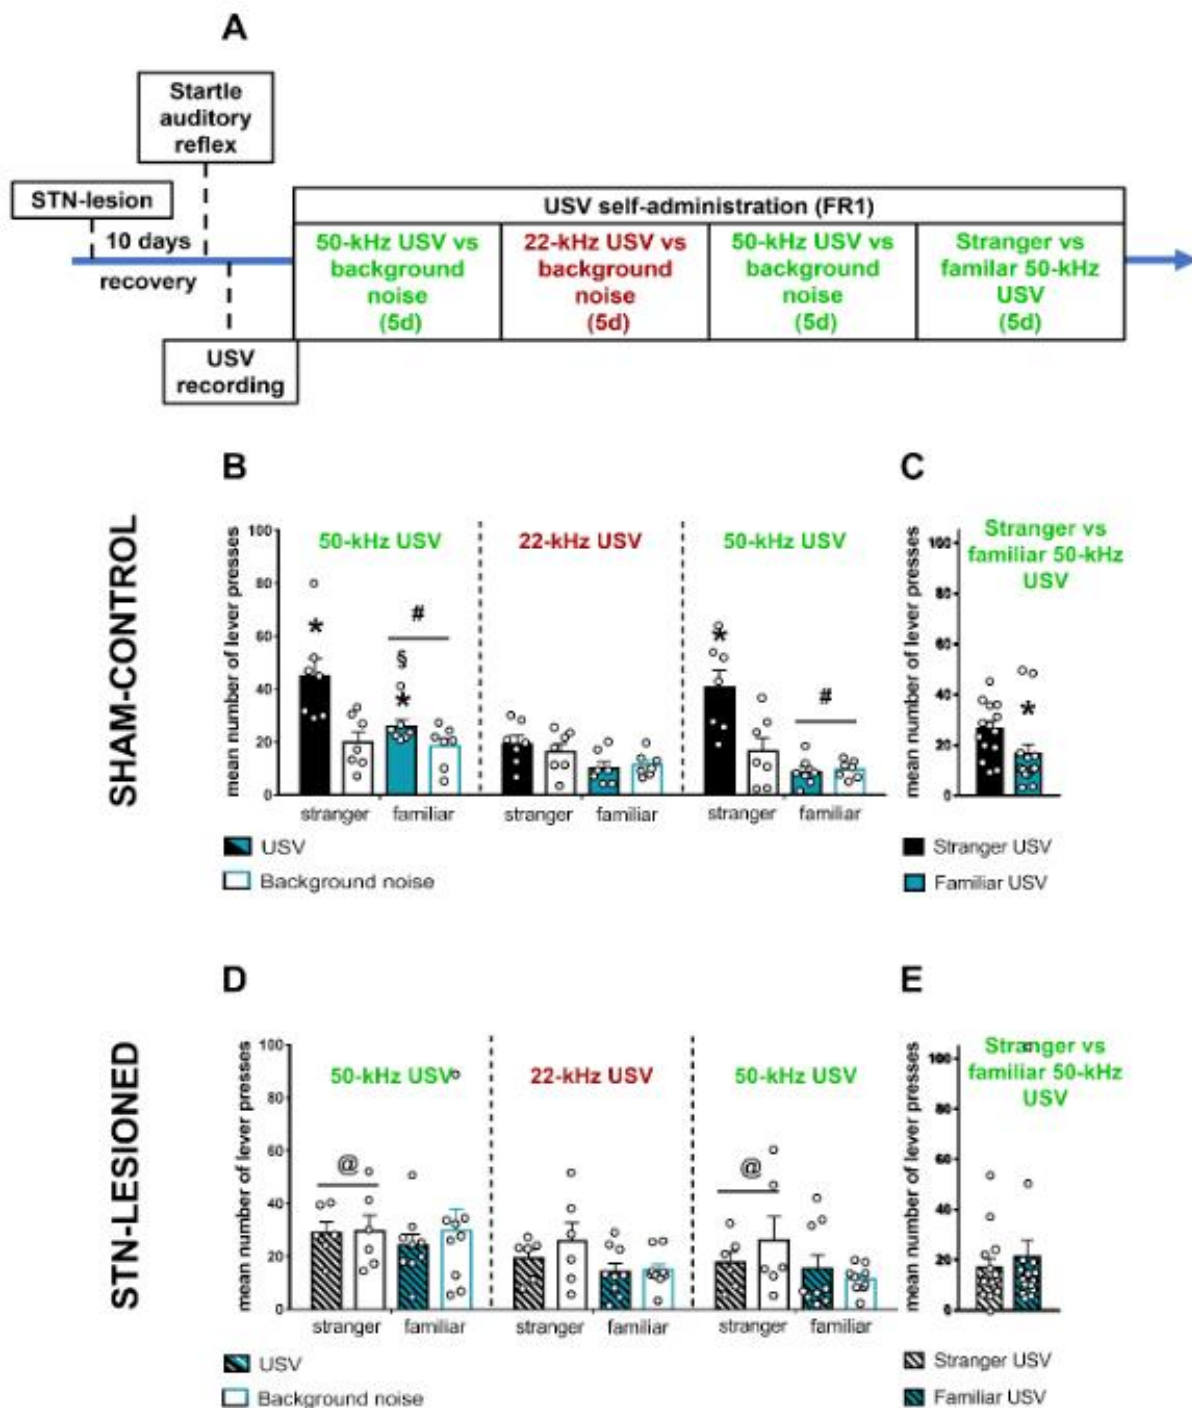 A
Startle
auditory
reflex
STN-lesion
10 days
recovery
USV
recording
USV self-administration (FR1)
50-kHz USV vs
background
noise
(5d)
22-kHz USV vs
background
noise
(5d)
50-kHz USV vs
background
noise
(5d)
Stranger vs
familar 50-kHz
USV
(5d)
SHAM-CONTROL
B
mean number of lever presses
100
80
60
40
20
0
50-kHz USV
22-kHz USV
50-kHz USV
*
§
*
#
*
#
stranger
familiar
stranger
familiar
stranger
familiar
USV
Background noise
C
mean number of lever presses
100
80
60
40
20
0
Stranger vs
familiar 50-kHz
USV
*
Stranger USV
Familiar USV
STN-LESIONED
D
mean number of lever presses
100
80
60
40
20
0
50-kHz USV
22-kHz USV
50-kHz USV
@
@
stranger
familiar
stranger
familiar
stranger
familiar
USV
Background noise
E
mean number of lever presses
100
80
60
40
20
0
Stranger vs
familiar 50-kHz
USV
Stranger USV
Familiar USV